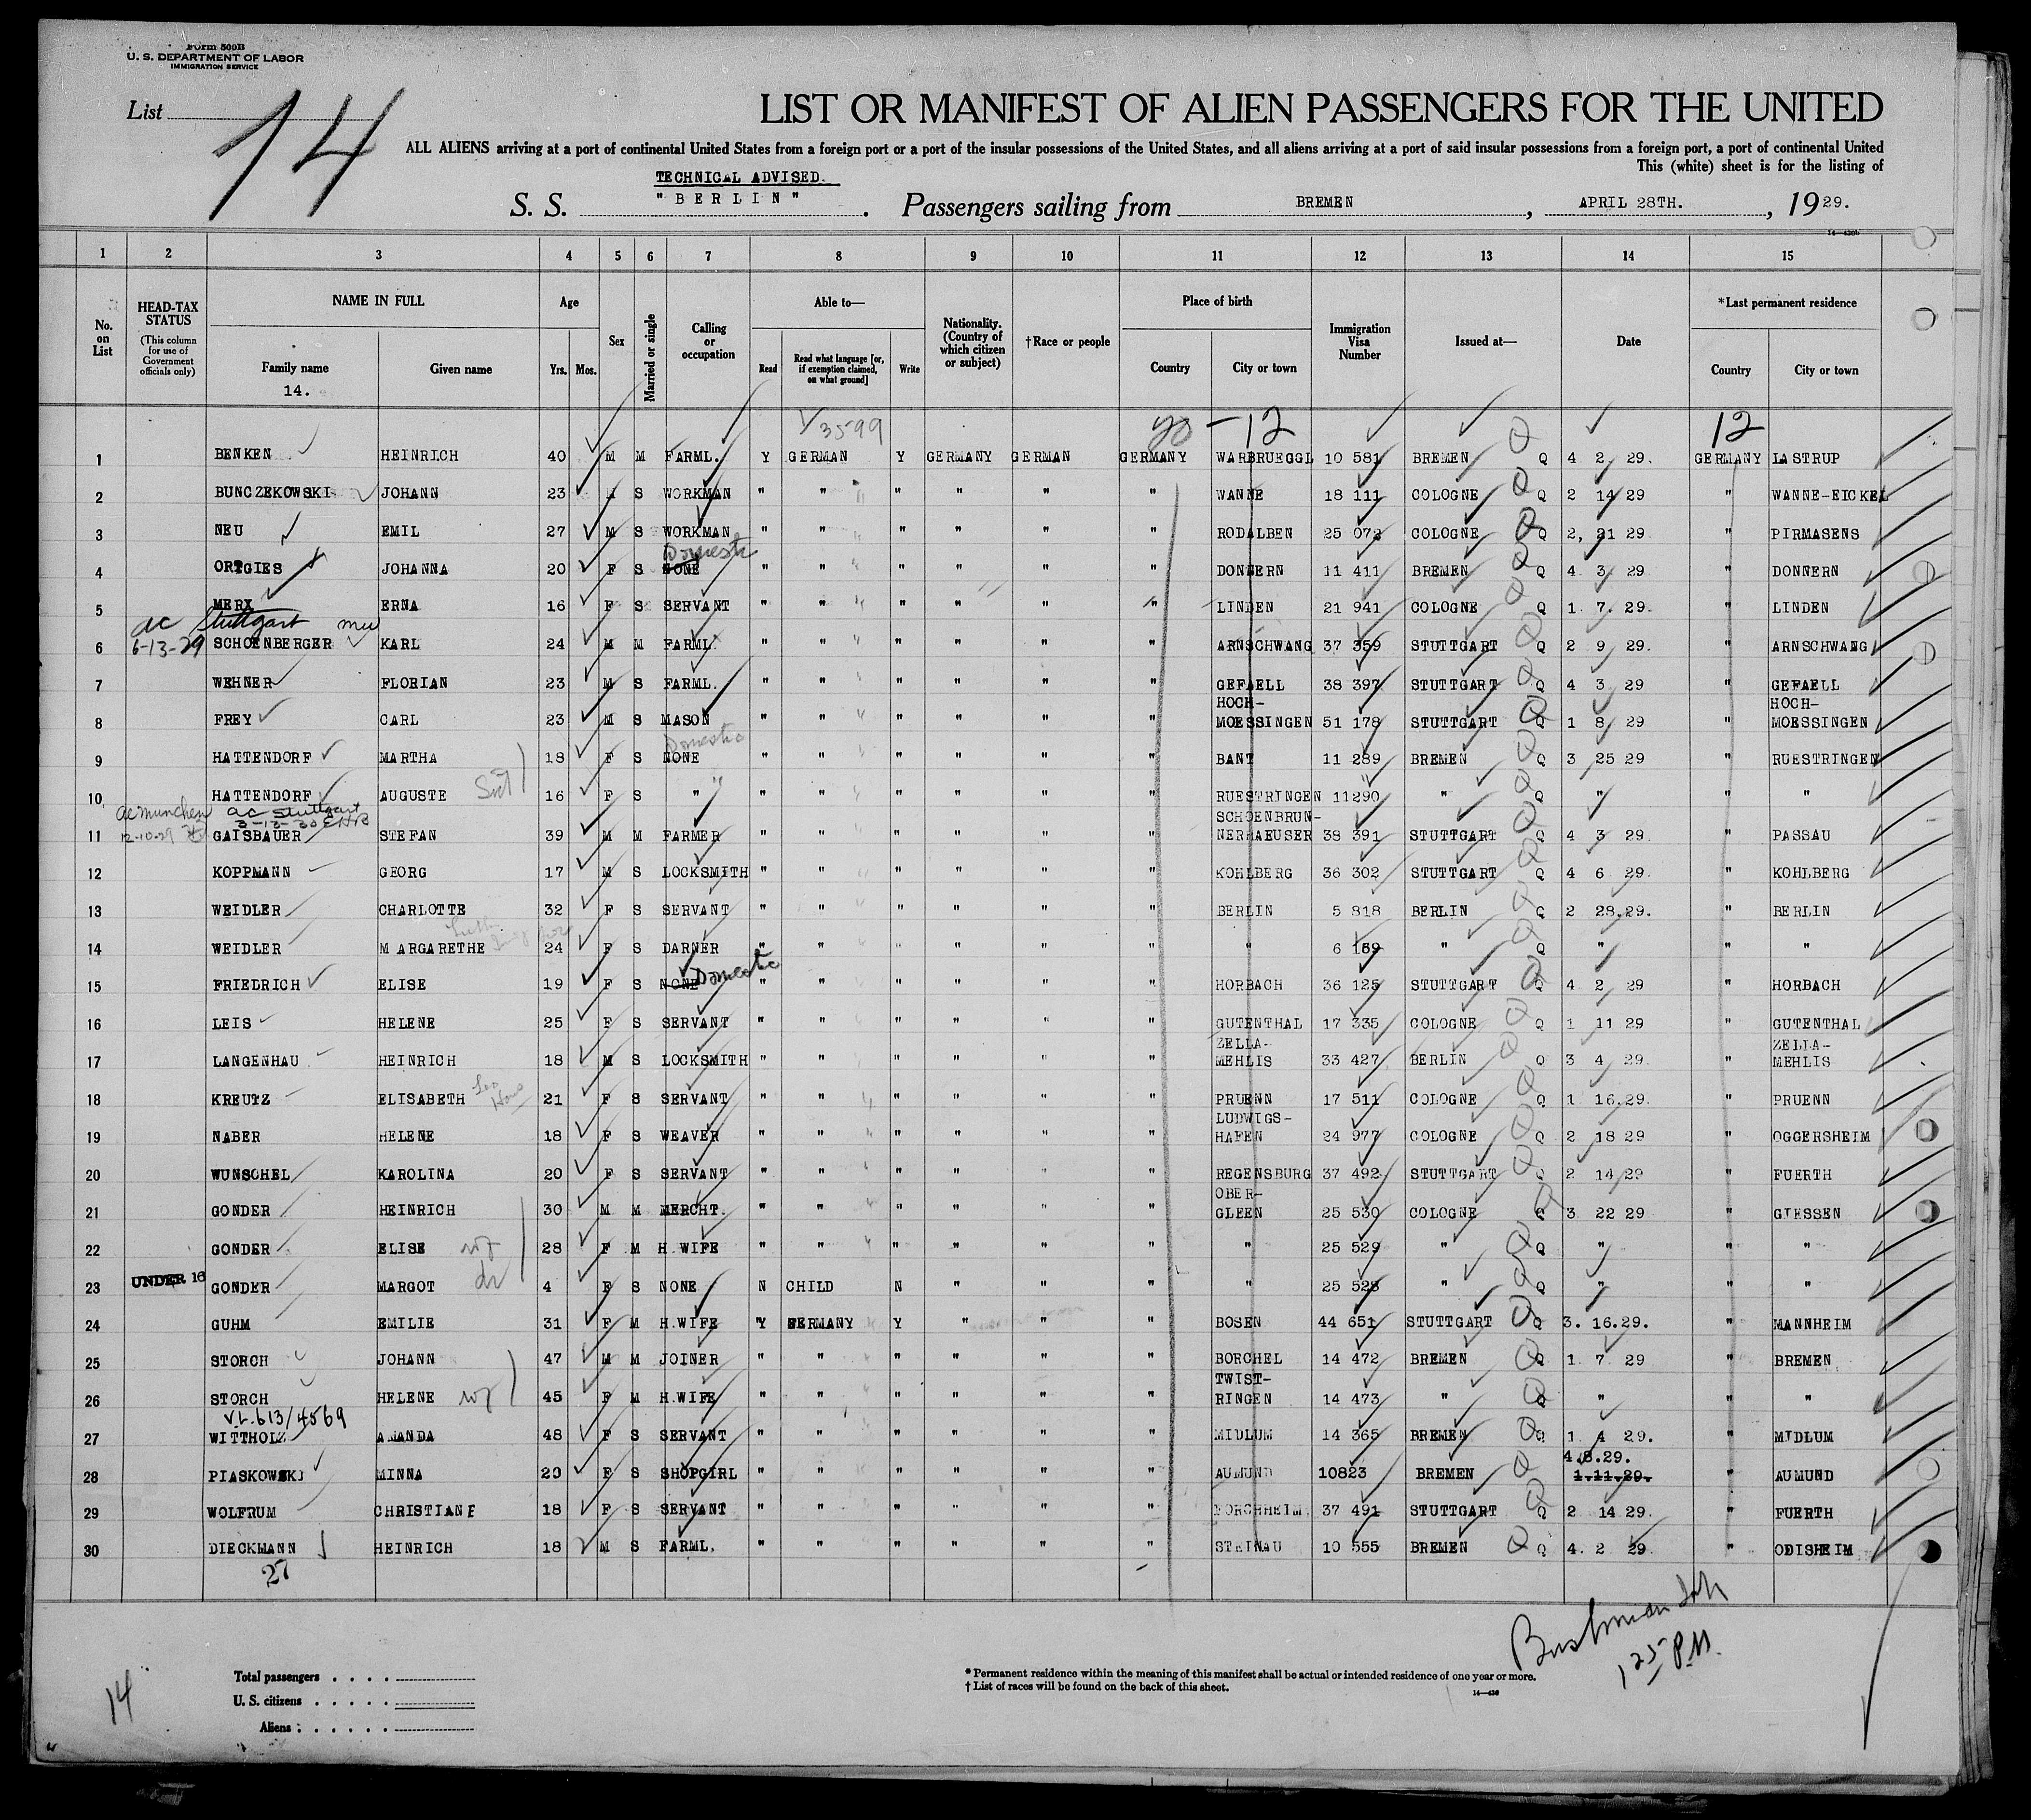 Form 500B
U. S. DEPARTMENT OF LABOR
IMMIGRATION SERVICE
List 14
LIST OR MANIFEST OF ALIEN PASSENGERS FOR THE UNITED
ALL ALIENS arriving at a port of continental United States from a foreign port or a port of the insular possessions of the United States, and all aliens arriving at a port of said insular possessions from a foreign port, a port of continental United
This (white) sheet is for the listing of
TECHNICAL ADVISED.
S. S. "BERLIN". Passengers sailing from BREMEN, APRIL 28TH., 1929.
14—430b
1 2 3 4 5 6 7 8 9 10 11 12 13 14 15
No. on List
HEAD-TAX STATUS (This column for use of Government officials only)
NAME IN FULL
Family name
14.
Given name
Age
Yrs. Mos.
Sex
Married or single
Calling or occupation
Able to—
Read
Read what language [or, if exemption claimed, on what ground]
Write
Nationality. (Country of which citizen or subject)
†Race or people
Place of birth
Country City or town
Immigration Visa Number
Issued at—
Date
*Last permanent residence
Country City or town
3599 -12 12
1 BENKEN HEINRICH 40 M M FARML. Y GERMAN Y GERMANY GERMAN GERMANY WARBRUEGGL 10 581 BREMEN Q 4 2 29. GERMANY LASTRUP
2 BUNCZEKOWSKI JOHANN 23 M S WORKMAN " " " " " " WANNE 18 111 COLOGNE Q 2 14 29 " WANNE-EICKEL
3 NEU EMIL 27 M S WORKMAN " " " " " " RODALBEN 25 072 COLOGNE Q 2, 21 29 " PIRMASENS
Domestic
4 ORTGIES JOHANNA 20 F S NONE " " " " " " DONNERN 11 411 BREMEN Q 4 3 29 " DONNERN
5 MERX ERNA 16 F S SERVANT " " " " " " LINDEN 21 941 COLOGNE Q 1 7 29. " LINDEN
ac Stuttgart
6 6-13-29 SCHOENBERGER KARL 24 M M FARML. " " " " " " ARNSCHWANG 37 359 STUTTGART Q 2 9 29. " ARNSCHWANG
7 WEHNER FLORIAN 23 M S FARML. " " " " " " GEFAELL 38 397 STUTTGART Q 4 3 29 " GEFAELL
HOCH- HOCH-
8 FREY CARL 23 M S MASON " " " " " " MOESSINGEN 51 178 STUTTGART Q 1 8 29 " MOESSINGEN
Domestic
9 HATTENDORF MARTHA 18 F S NONE " " " " " " BANT 11 289 BREMEN Q 3 25 29 " RUESTRINGEN
10 HATTENDORF AUGUSTE 16 F S " " " " " " " RUESTRINGEN 11290 " Q " " "
ac Munchen ac Stuttgart SCHOENBRUN-
12-10-29 3-13-30
11 GAISBAUER STEFAN 39 M M FARMER " " " " " " NERHAEUSER 38 391 STUTTGART Q 4 3 29. " PASSAU
12 KOPPMANN GEORG 17 M S LOCKSMITH " " " " " " KOHLBERG 36 302 STUTTGART Q 4 6 29. " KOHLBERG
13 WEIDLER CHARLOTTE 32 F S SERVANT " " " " " " BERLIN 5 818 BERLIN Q 2 28.29. " BERLIN
14 WEIDLER MARGARETHE 24 F S DARNER " " " " " " " 6 159 " Q " " "
15 FRIEDRICH ELISE 19 F S NONE Domestic " " " " " " HORBACH 36 125 STUTTGART Q 4 2 29 " HORBACH
16 LEIS HELENE 25 F S SERVANT " " " " " " GUTENTHAL 17 335 COLOGNE Q 1 11 29 " GUTENTHAL
ZELLA- ZELLA-
17 LANGENHAU HEINRICH 18 M S LOCKSMITH " " " " " " MEHLIS 33 427 BERLIN Q 3 4 29. " MEHLIS
18 KREUTZ ELISABETH 21 F S SERVANT " " " " " " PRUENN 17 511 COLOGNE Q 1 16.29. " PRUENN
LUDWIGS-
19 NABER HELENE 18 F S WEAVER " " " " " " HAFEN 24 977 COLOGNE Q 2 18 29 " OGGERSHEIM
20 WUNSCHEL KAROLINA 20 F S SERVANT " " " " " " REGENSBURG 37 492 STUTTGART Q 2 14 29 " FUERTH
OBER-
21 GONDER HEINRICH 30 M M MERCHT. " " " " " " GLEEN 25 530 COLOGNE Q 3 22 29 " GIESSEN
22 GONDER ELISE wf 28 F M H.WIFE " " " " " " " 25 529 " Q " " "
23 UNDER 16 GONDER MARGOT 4 F S NONE N CHILD N " " " " 25 528 " Q " " "
24 GUHM EMILIE 31 F M H.WIFE Y GERMANY Y " " " BOSEN 44 651 STUTTGART Q 3. 16.29. " MANNHEIM
25 STORCH JOHANN 47 M M JOINER " " " " " " BORCHEL 14 472 BREMEN Q 1 7 29 " BREMEN
TWIST-
26 STORCH HELENE wf 45 F M H.WIFE " " " " " " RINGEN 14 473 " Q " " "
V.L.613/4569
27 WITTHOLZ AMANDA 48 F S SERVANT " " " " " " MIDLUM 14 365 BREMEN Q 1 4 29. " MIDLUM
4.8.29.
28 PIASKOWSKI MINNA 20 F S SHOPGIRL " " " " " " AUMUND 10823 BREMEN 1.11.29. " AUMUND
29 WOLFRUM CHRISTIANE 18 F S SERVANT " " " " " " FORCHHEIM 37 491 STUTTGART Q 2 14 29. " FUERTH
30 DIECKMANN HEINRICH 18 M S FARML. " " " " " " STEINAU 10 555 BREMEN Q 4. 2 29. " ODISHEIM
27
125 P.M.
14
Total passengers
U. S. citizens
Aliens
* Permanent residence within the meaning of this manifest shall be actual or intended residence of one year or more.
† List of races will be found on the back of this sheet.
14—430